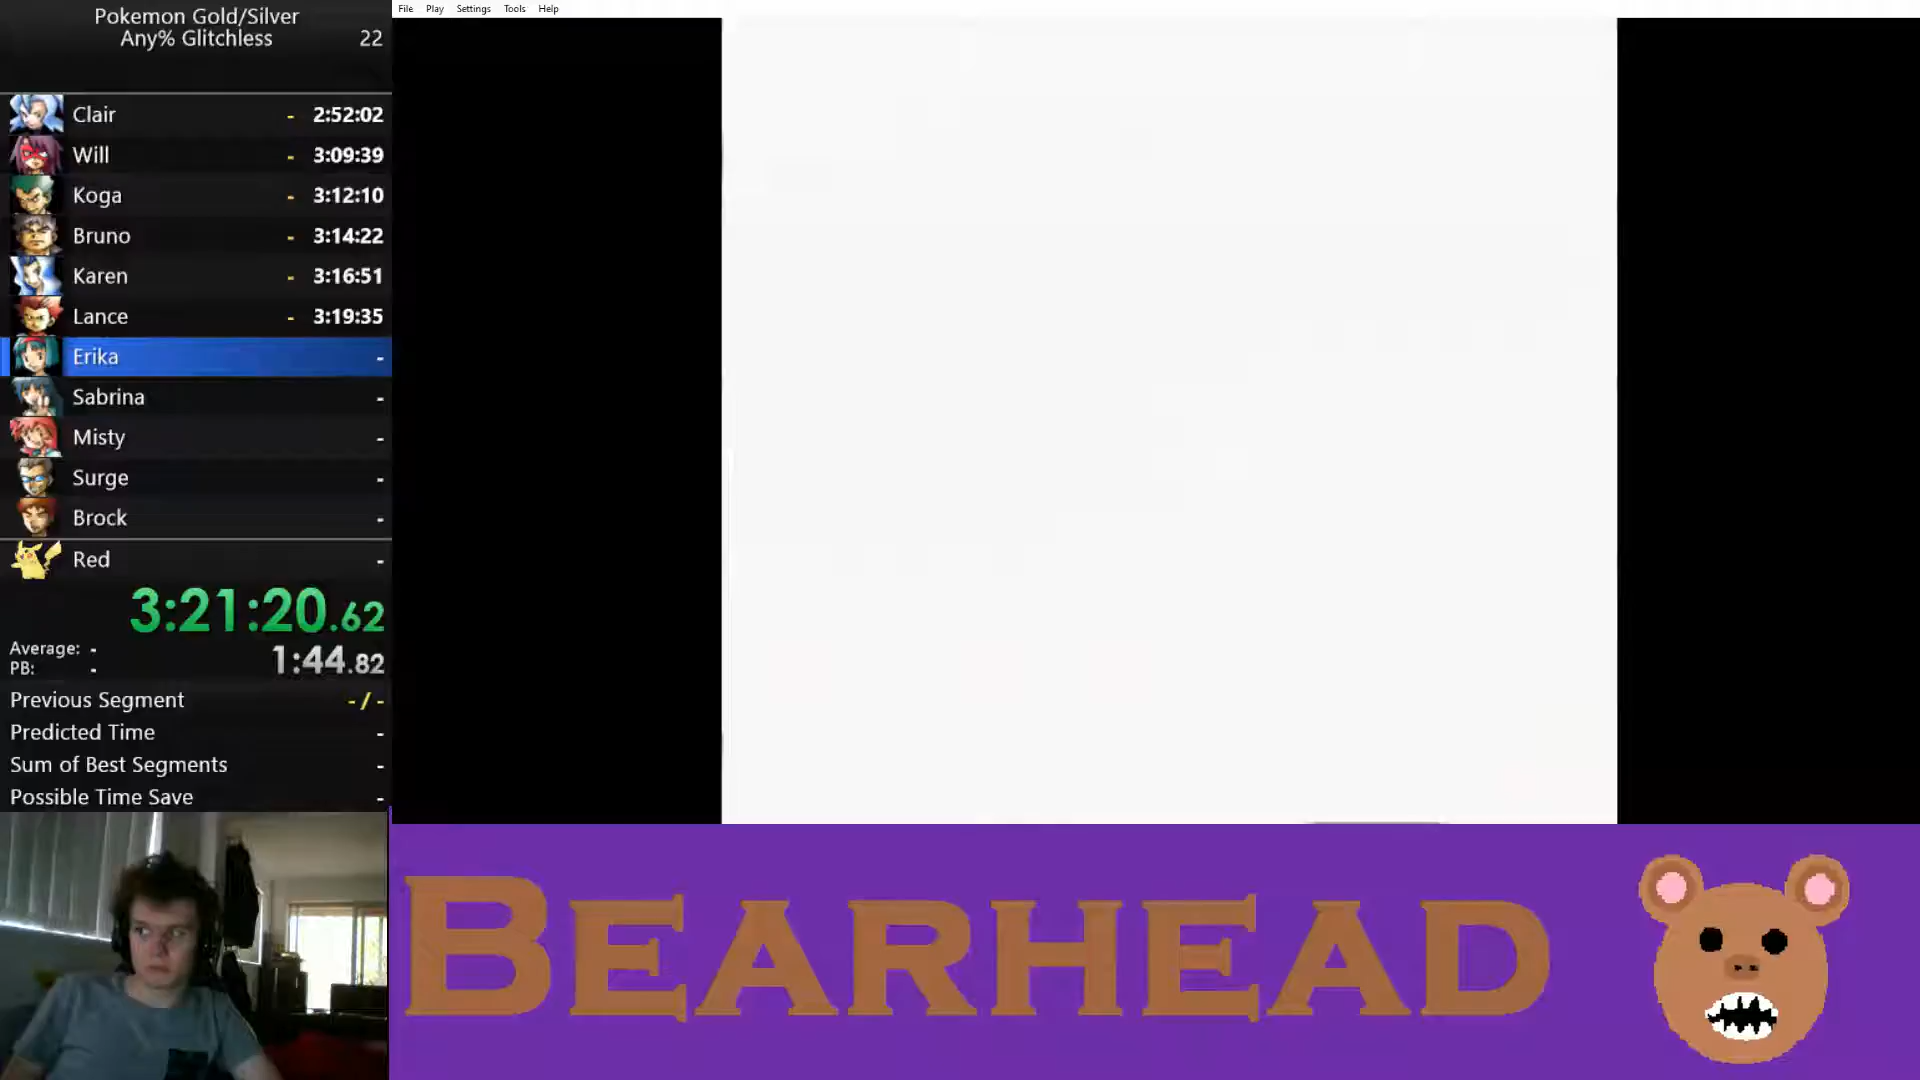 File Play Settings Tools Help
Pokemon Gold/Silver
Any% Glitchless 22
Clair - 2:52:02
Will - 3:09:39
Koga - 3:12:10
Bruno - 3:14:22
Karen - 3:16:51
Lance - 3:19:35
Erika -
Sabrina -
Misty -
Surge -
Brock -
Red -
3:21:20.62
Average: -
PB: -
1:44.82
Previous Segment - / -
Predicted Time -
Sum of Best Segments -
Possible Time Save -
BEARHEAD